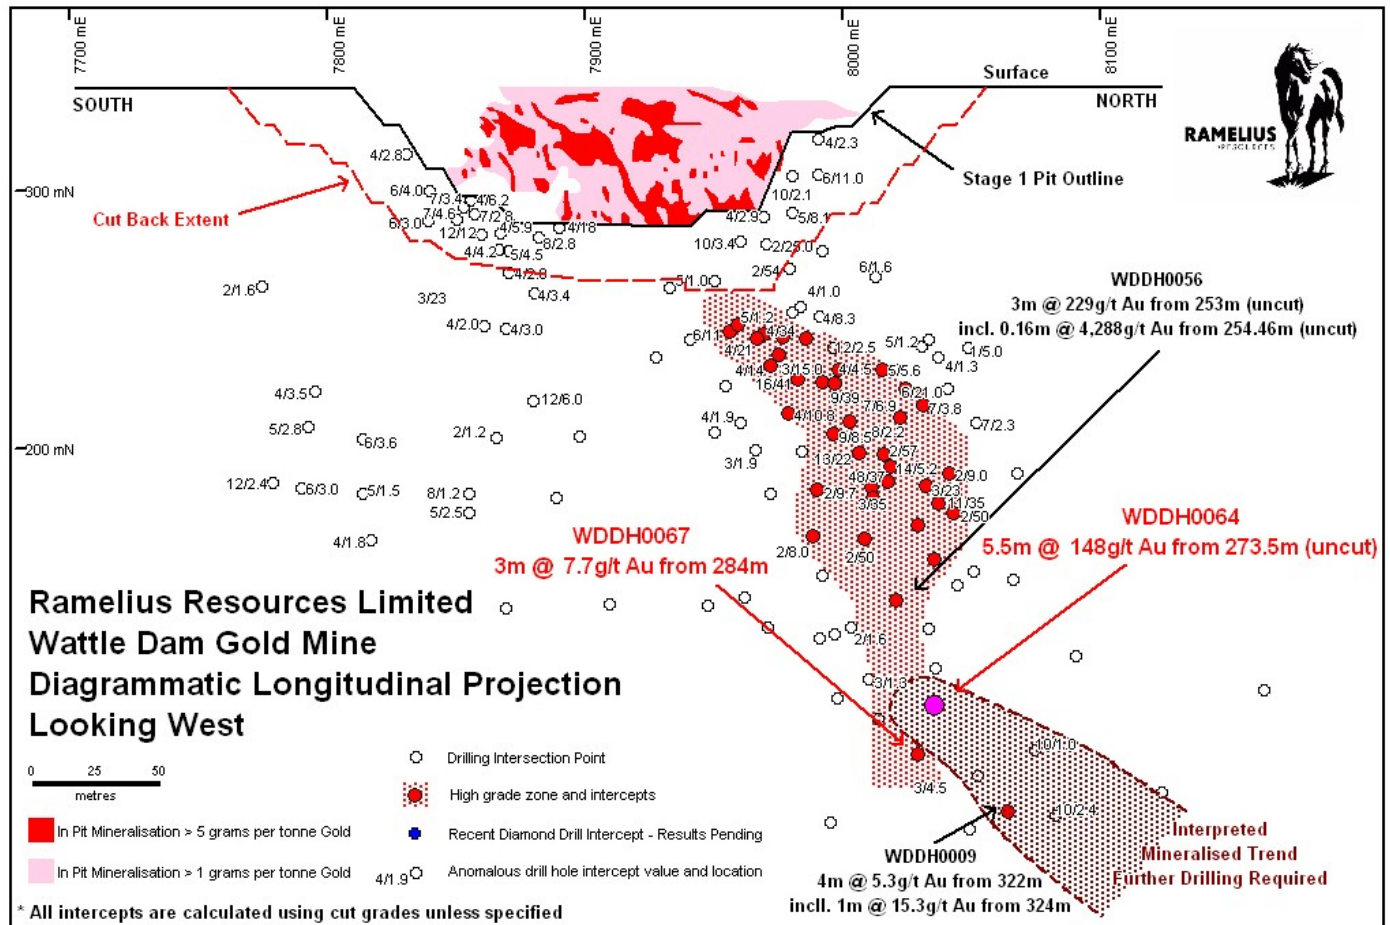 7700 mE
7800 mE
7900 mE
8000 mE
8100 mE
Surface
SOUTH
NORTH
RAMELIUS
RESOURCES
4/2.8
4/2.3
Stage 1 Pit Outline
300 mN
Cut Back Extent
6/4.0
7/3.4
4/6.2
7/4.6
7/2.8
6/3.0
12/12
4/5.9
4/18
8/2.8
4/4.2
5/4.5
4/2.8
6/11.0
10/2.1
4/2.9
5/8.1
10/3.4
2/25.0
2/54
6/1.6
2/1.6
3/23
4/3.4
5/1.0
4/1.0
4/8.3
WDDH0056
3m @ 229g/t Au from 253m (uncut)
incl. 0.16m @ 4,288g/t Au from 254.46m (uncut)
4/2.0
4/3.0
5/1.2
6/11
4/34
4/21
12/2.5
5/1.2
1/5.0
4/1.3
4/14
3/15.0
4/4.5
5/5.6
16/41
6/21.0
4/3.5
12/6.0
9/39
7/6.9
7/3.8
5/2.8
6/3.6
2/1.2
4/1.9
4/10.8
9/8.5
8/2.2
7/2.3
200 mN
3/1.9
13/22
2/57
14/5.2
2/9.0
12/2.4
6/3.0
5/1.5
8/1.2
5/2.5
48/37
2/9.7
3/35
3/23
11/35
2/50
4/1.8
2/8.0
2/50
WDDH0067
3m @ 7.7g/t Au from 284m
WDDH0064
5.5m @ 148g/t Au from 273.5m (uncut)
Ramelius Resources Limited
Wattle Dam Gold Mine
Diagrammatic Longitudinal Projection
Looking West
2/1.6
3/1.3
10/1.0
3/4.5
10/2.4
0 25 50
metres
Drilling Intersection Point
High grade zone and intercepts
In Pit Mineralisation > 5 grams per tonne Gold
Recent Diamond Drill Intercept - Results Pending
In Pit Mineralisation > 1 grams per tonne Gold
4/1.9
Anomalous drill hole intercept value and location
* All intercepts are calculated using cut grades unless specified
WDDH0009
4m @ 5.3g/t Au from 322m
incll. 1m @ 15.3g/t Au from 324m
Interpreted
Mineralised Trend
Further Drilling Required